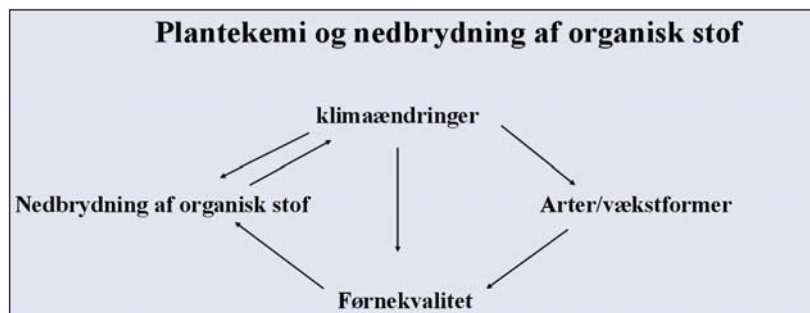 Plantekemi og nedbrydning af organisk stof
klimaændringer
Nedbrydning af organisk stof
Arter/vækstformer
Førnekvalitet